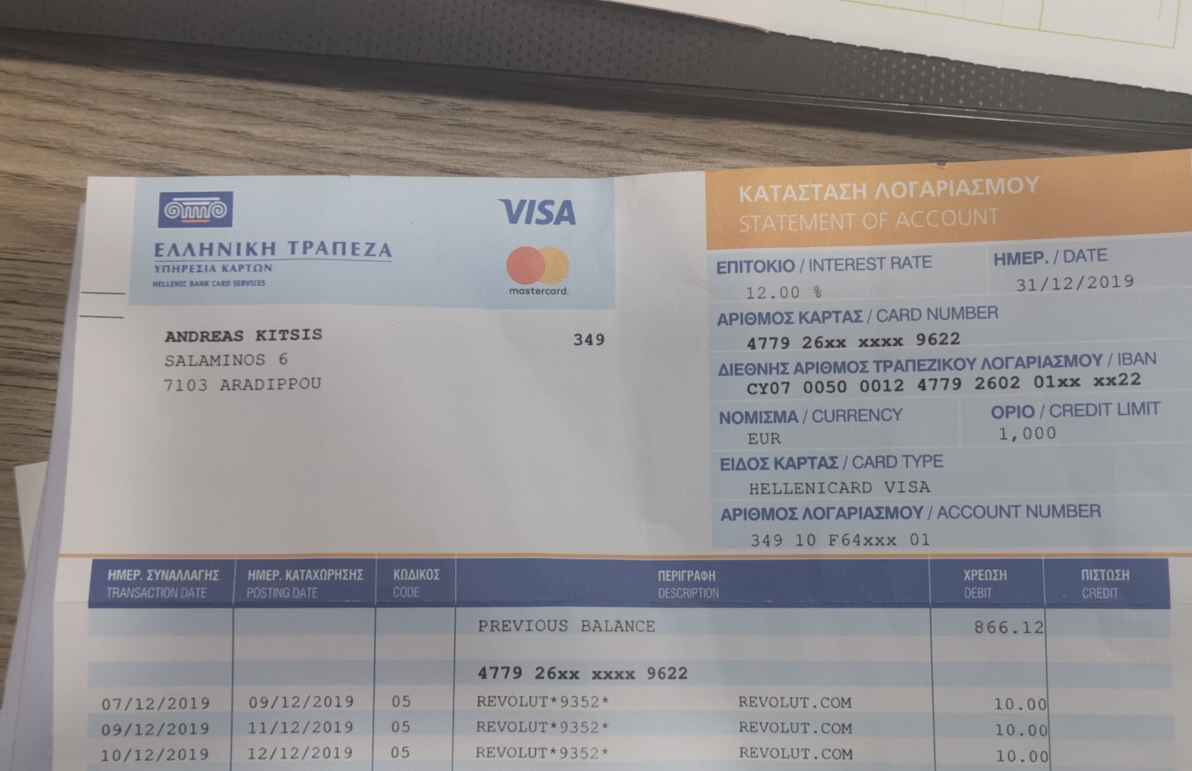 ΕΛΛΗΝΙΚΗ ΤΡΑΠΕΖΑ
ΥΠΗΡΕΣΙΑ ΚΑΡΤΩΝ
HELLENIC BANK CARD SERVICES
VISA
mastercard.
ANDREAS KITSIS 349
SALAMINOS 6
7103 ARADIPPOU
ΚΑΤΑΣΤΑΣΗ ΛΟΓΑΡΙΑΣΜΟΥ
STATEMENT OF ACCOUNT
ΕΠΙΤΟΚΙΟ / INTEREST RATE ΗΜΕΡ. / DATE
12.00 % 31/12/2019
ΑΡΙΘΜΟΣ ΚΑΡΤΑΣ / CARD NUMBER
4779 26xx xxxx 9622
ΔΙΕΘΝΗΣ ΑΡΙΘΜΟΣ ΤΡΑΠΕΖΙΚΟΥ ΛΟΓΑΡΙΑΣΜΟΥ / IBAN
CY07 0050 0012 4779 2602 01xx xx22
ΝΟΜΙΣΜΑ / CURRENCY ΟΡΙΟ / CREDIT LIMIT
EUR 1,000
ΕΙΔΟΣ ΚΑΡΤΑΣ / CARD TYPE
HELLENICARD VISA
ΑΡΙΘΜΟΣ ΛΟΓΑΡΙΑΣΜΟΥ / ACCOUNT NUMBER
349 10 F64xxx 01
ΗΜΕΡ. ΣΥΝΑΛΛΑΓΗΣ ΗΜΕΡ. ΚΑΤΑΧΩΡΗΣΗΣ ΚΩΔΙΚΟΣ ΠΕΡΙΓΡΑΦΗ ΧΡΕΩΣΗ ΠΙΣΤΩΣΗ
TRANSACTION DATE POSTING DATE CODE DESCRIPTION DEBIT CREDIT
PREVIOUS BALANCE 866.12
4779 26xx xxxx 9622
07/12/2019 09/12/2019 05 REVOLUT*9352* REVOLUT.COM 10.00
09/12/2019 11/12/2019 05 REVOLUT*9352* REVOLUT.COM 10.00
10/12/2019 12/12/2019 05 REVOLUT*9352* REVOLUT.COM 10.00